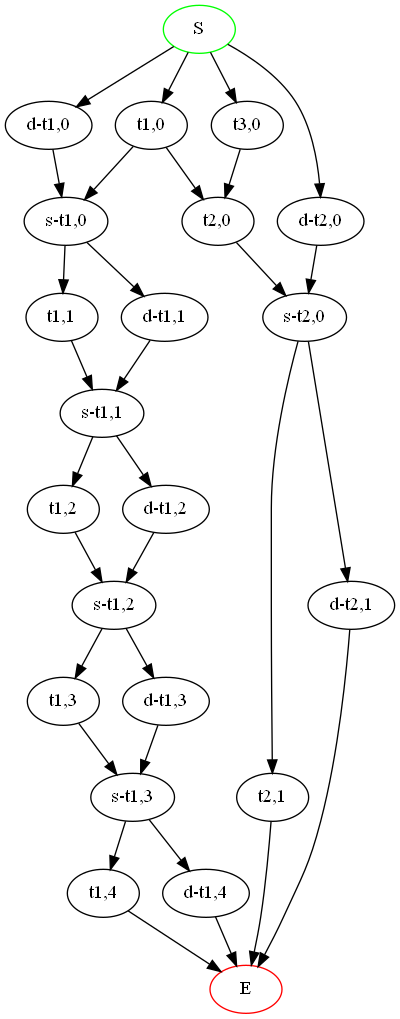 S
d-t1,0
t1,0
t3,0
s-t1,0
t2,0
d-t2,0
t1,1
d-t1,1
s-t2,0
s-t1,1
t1,2
d-t1,2
s-t1,2
d-t2,1
t1,3
d-t1,3
s-t1,3
t2,1
t1,4
d-t1,4
E